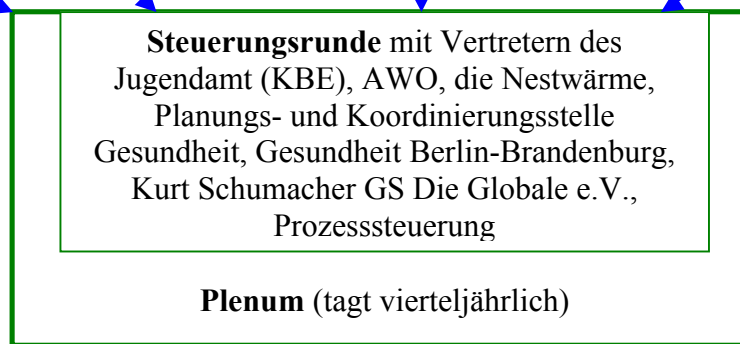 Steuerungsrunde mit Vertretern des
Jugendamt (KBE), AWO, die Nestwärme,
Planungs- und Koordinierungsstelle
Gesundheit, Gesundheit Berlin-Brandenburg,
Kurt Schumacher GS Die Globale e.V.,
Prozesssteuerung
Plenum (tagt vierteljährlich)